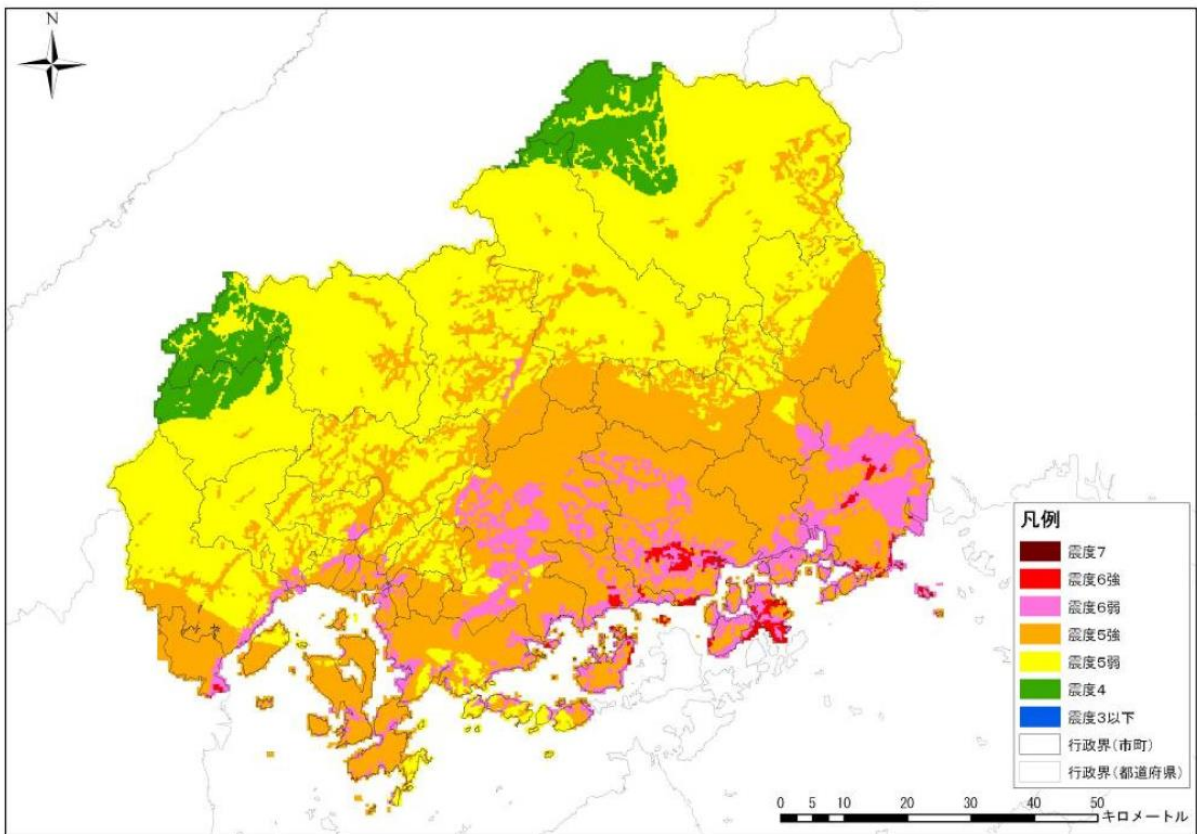 N
凡例
震度7
震度6強
震度6弱
震度5強
震度5弱
震度4
震度3以下
行政界(市町)
行政界(都道府県)
0 5 10 20 30 40 50
キロメートル